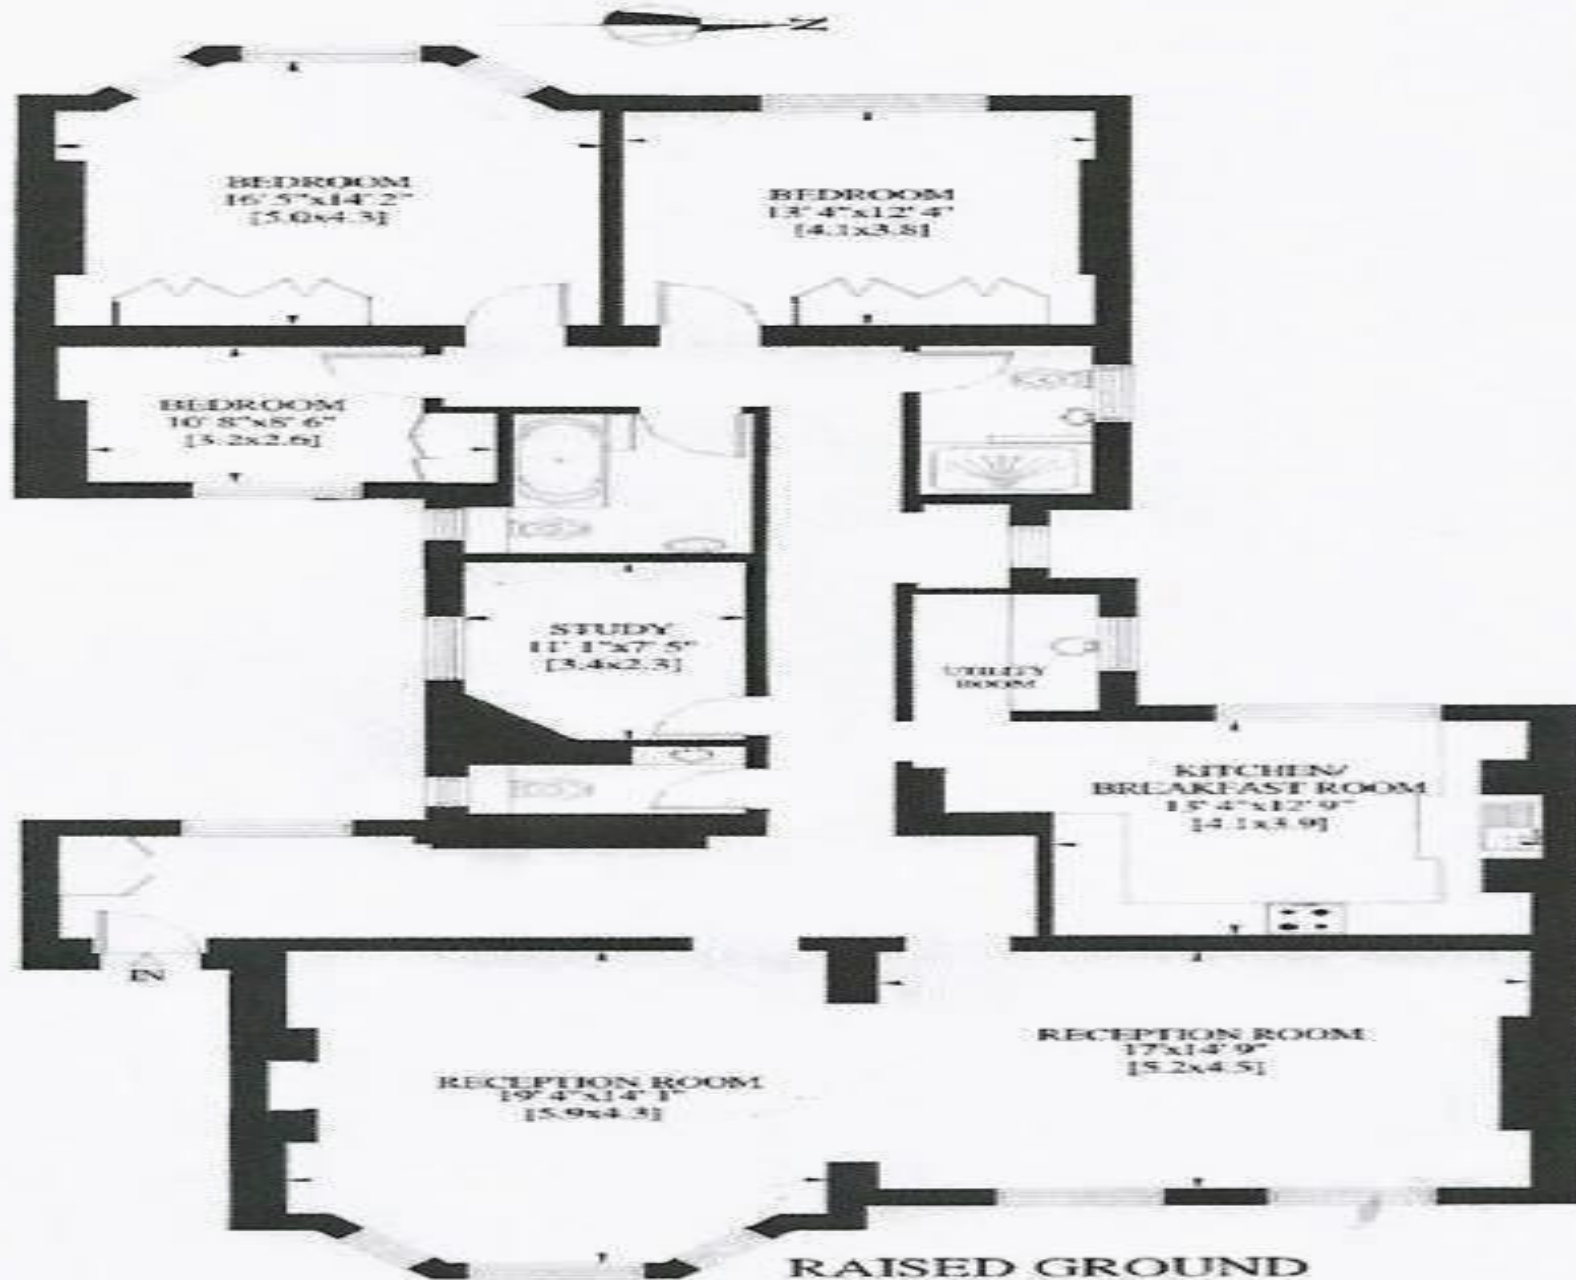 N
BEDROOM
16' 5"x14' 2"
[5.0x4.3]
BEDROOM
13' 4"x12' 4"
[4.1x3.8]
BEDROOM
10' 8"x8' 6"
[3.2x2.6]
STUDY
11' 1"x7' 5"
[3.4x2.3]
UTILITY
ROOM
KITCHEN/
BREAKFAST ROOM
13' 4"x12' 9"
[4.1x3.9]
IN
RECEPTION ROOM
17'x14' 9"
[5.2x4.5]
RECEPTION ROOM
19' 4"x14' 1"
[5.9x4.3]
RAISED GROUND